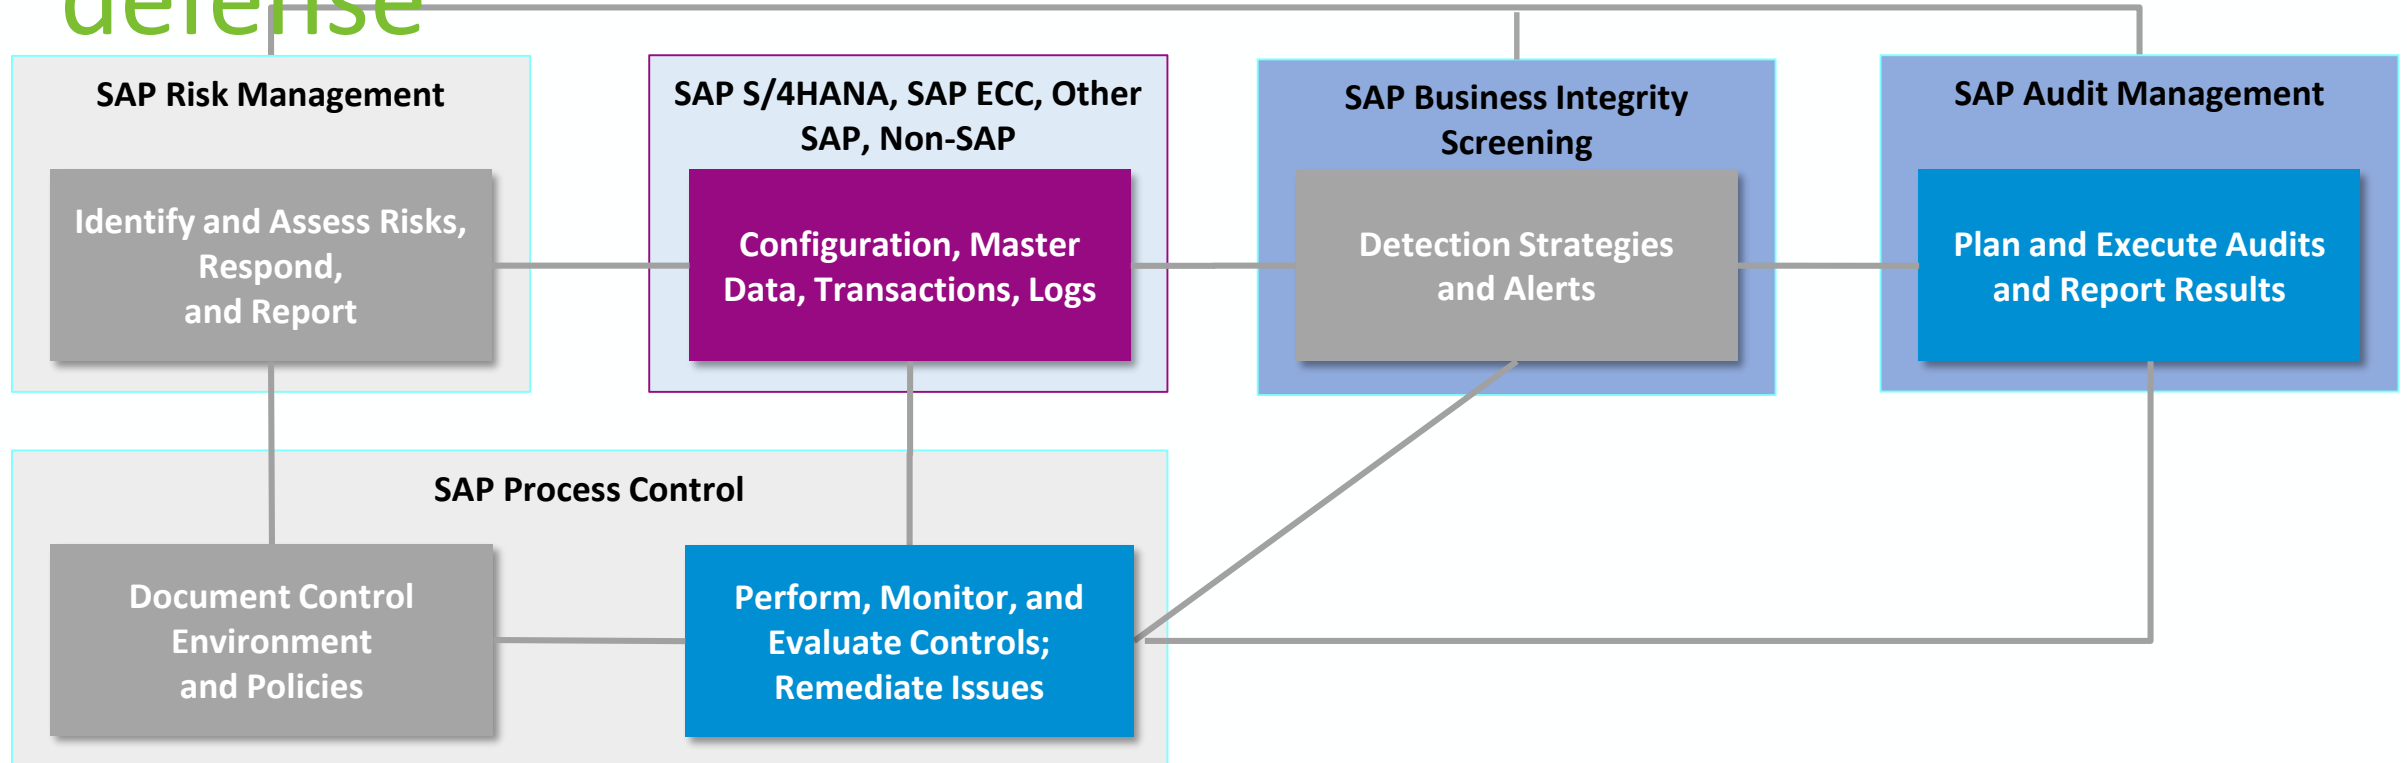 defense
SAP Risk Management
Identify and Assess Risks,
Respond,
and Report
SAP S/4HANA, SAP ECC, Other
SAP, Non-SAP
Configuration, Master
Data, Transactions, Logs
SAP Business Integrity
Screening
Detection Strategies
and Alerts
SAP Audit Management
Plan and Execute Audits
and Report Results
SAP Process Control
Document Control
Environment
and Policies
Perform, Monitor, and
Evaluate Controls;
Remediate Issues